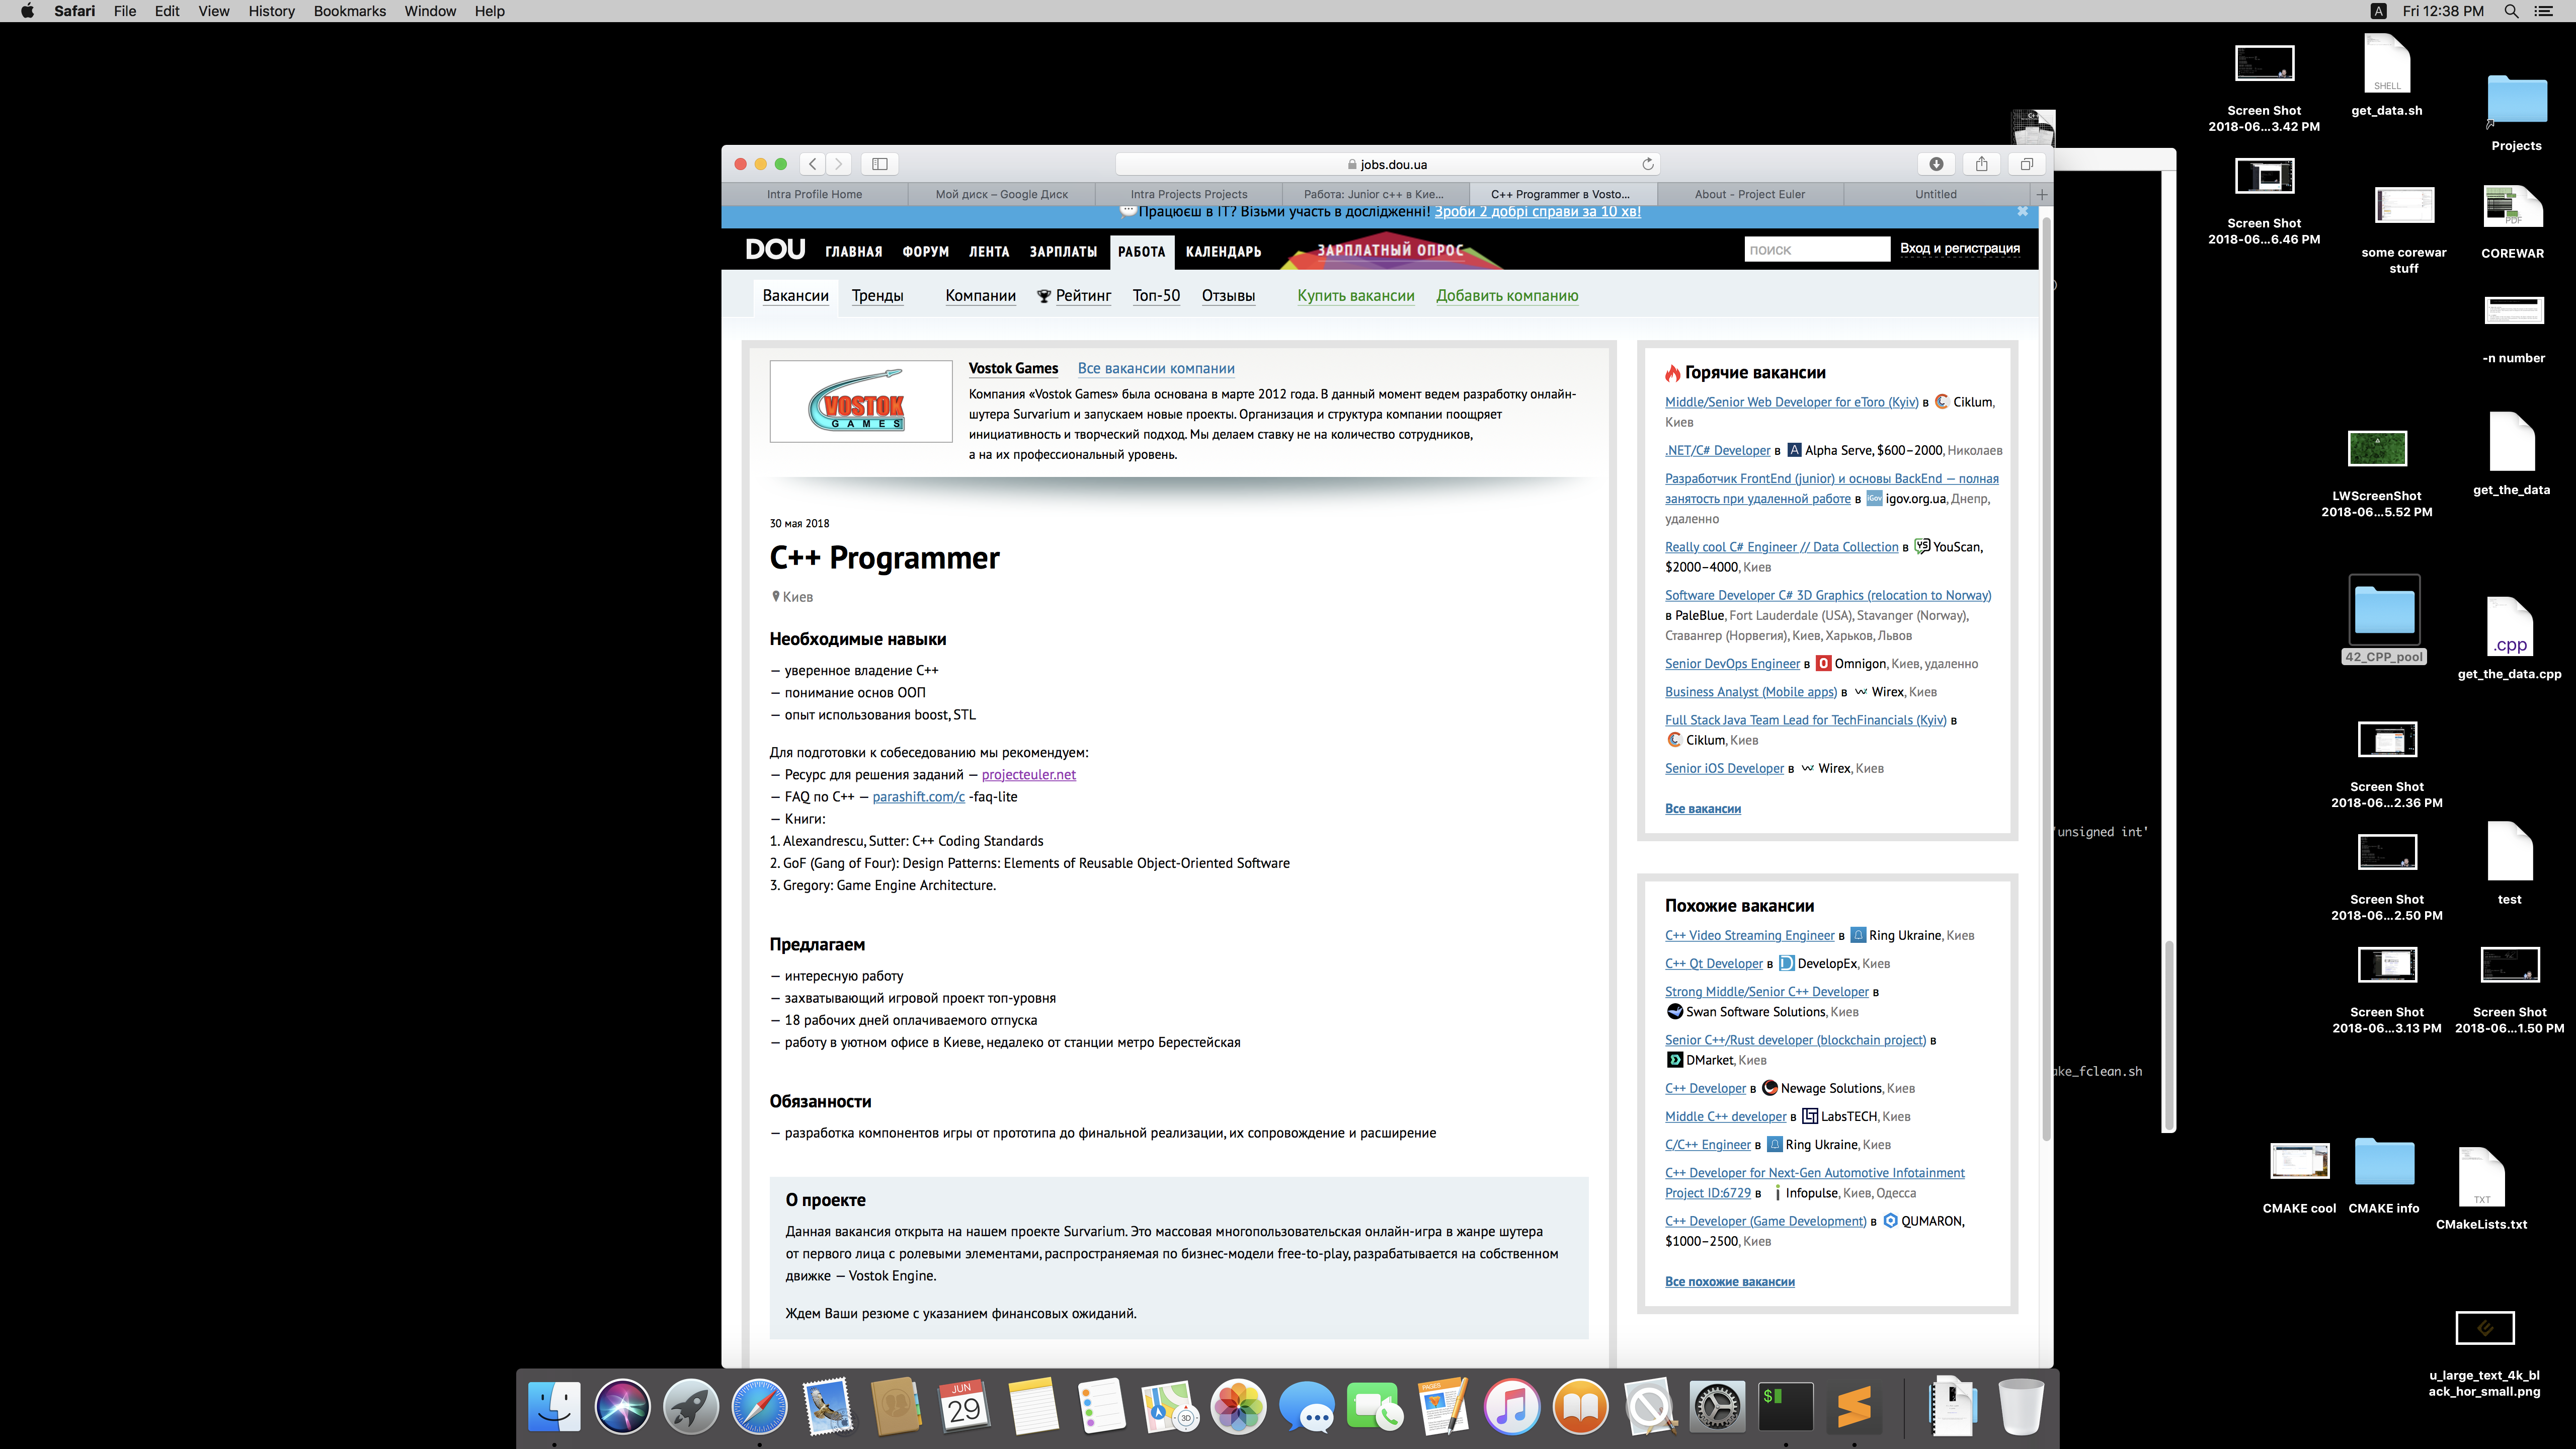 Safari File Edit View History Bookmarks Window Help
A Fri 12:38 PM
jobs.dou.ua
Intra Profile Home
Мой диск – Google Диск
Intra Projects Projects
Работа: Junior c++ в Кие...
C++ Programmer в Vosto...
About - Project Euler
Untitled
Працюєш в IT? Візьми участь в дослідженні! Зроби 2 добрі справи за 10 хв!
DOU ГЛАВНАЯ ФОРУМ ЛЕНТА ЗАРПЛАТЫ РАБОТА КАЛЕНДАРЬ ЗАРПЛАТНЫЙ ОПРОС
поиск
Вход и регистрация
Вакансии Тренды Компании Рейтинг Топ-50 Отзывы Купить вакансии Добавить компанию
VOSTOK
GAMES
Vostok Games Все вакансии компании
Компания «Vostok Games» была основана в марте 2012 года. В данный момент ведем разработку онлайн-
шутера Survarium и запускаем новые проекты. Организация и структура компании поощряет
инициативность и творческий подход. Мы делаем ставку не на количество сотрудников,
а на их профессиональный уровень.
30 мая 2018
C++ Programmer
Киев
Необходимые навыки
— уверенное владение C++
— понимание основ ООП
— опыт использования boost, STL
Для подготовки к собеседованию мы рекомендуем:
— Ресурс для решения заданий — projecteuler.net
— FAQ по C++ — parashift.com/c -faq-lite
— Книги:
1. Alexandrescu, Sutter: C++ Coding Standards
2. GoF (Gang of Four): Design Patterns: Elements of Reusable Object-Oriented Software
3. Gregory: Game Engine Architecture.
Предлагаем
— интересную работу
— захватывающий игровой проект топ-уровня
— 18 рабочих дней оплачиваемого отпуска
— работу в уютном офисе в Киеве, недалеко от станции метро Берестейская
Обязанности
— разработка компонентов игры от прототипа до финальной реализации, их сопровождение и расширение
О проекте
Данная вакансия открыта на нашем проекте Survarium. Это массовая многопользовательская онлайн-игра в жанре шутера
от первого лица с ролевыми элементами, распространяемая по бизнес-модели free-to-play, разрабатывается на собственном
движке — Vostok Engine.
Ждем Ваши резюме с указанием финансовых ожиданий.
Горячие вакансии
Middle/Senior Web Developer for eToro (Kyiv) в Ciklum,
Киев
.NET/C# Developer в Alpha Serve, $600–2000, Николаев
Разработчик FrontEnd (junior) и основы BackEnd — полная
занятость при удаленной работе в igov.org.ua, Днепр,
удаленно
Really cool C# Engineer // Data Collection в YouScan,
$2000–4000, Киев
Software Developer C# 3D Graphics (relocation to Norway)
в PaleBlue, Fort Lauderdale (USA), Stavanger (Norway),
Ставангер (Норвегия), Киев, Харьков, Львов
Senior DevOps Engineer в Omnigon, Киев, удаленно
Business Analyst (Mobile apps) в Wirex, Киев
Full Stack Java Team Lead for TechFinancials (Kyiv) в
Ciklum, Киев
Senior iOS Developer в Wirex, Киев
Все вакансии
Похожие вакансии
C++ Video Streaming Engineer в Ring Ukraine, Киев
C++ Qt Developer в DevelopEx, Киев
Strong Middle/Senior C++ Developer в
Swan Software Solutions, Киев
Senior C++/Rust developer (blockchain project) в
DMarket, Киев
C++ Developer в Newage Solutions, Киев
Middle C++ developer в LabsTECH, Киев
C/C++ Engineer в Ring Ukraine, Киев
C++ Developer for Next-Gen Automotive Infotainment
Project ID:6729 в Infopulse, Киев, Одесса
C++ Developer (Game Development) в QUMARON,
$1000–2500, Киев
Все похожие вакансии
'unsigned int'
ake_fclean.sh
Screen Shot
2018-06...3.42 PM
SHELL
get_data.sh
Projects
Screen Shot
2018-06...6.46 PM
some corewar
stuff
PDF
COREWAR
-n number
LWScreenShot
2018-06...5.52 PM
get_the_data
42_CPP_pool
.cpp
get_the_data.cpp
Screen Shot
2018-06...2.36 PM
Screen Shot
2018-06...2.50 PM
test
Screen Shot
2018-06...3.13 PM
Screen Shot
2018-06...1.50 PM
CMAKE cool
CMAKE info
TXT
CMakeLists.txt
u_large_text_4k_bl
ack_hor_small.png
JUN
29
3D
PAGES
$